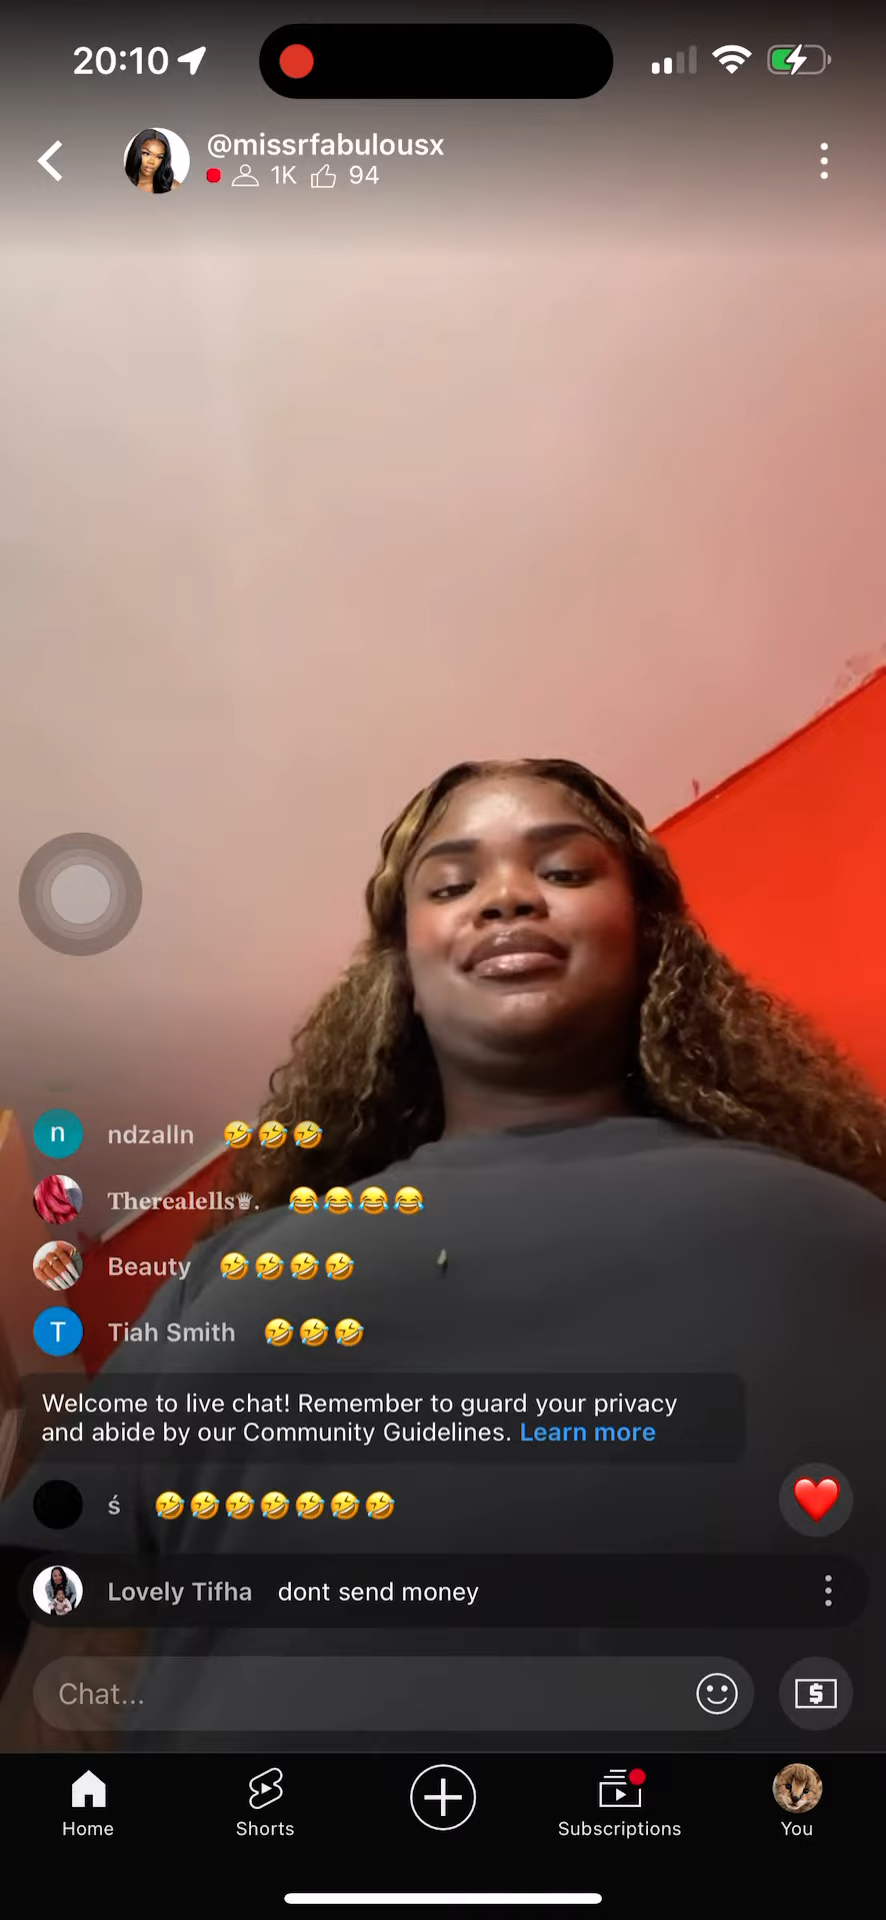 20:10
@missrfabulousx
1K 94
n ndzalln 🤣🤣🤣
Therealells♕. 😂😂😂😂
Beauty 🤣🤣🤣🤣
T Tiah Smith 🤣🤣🤣
Welcome to live chat! Remember to guard your privacy
and abide by our Community Guidelines. Learn more
ś 🤣🤣🤣🤣🤣🤣🤣
Lovely Tifha dont send money
Chat...
Home Shorts Subscriptions You